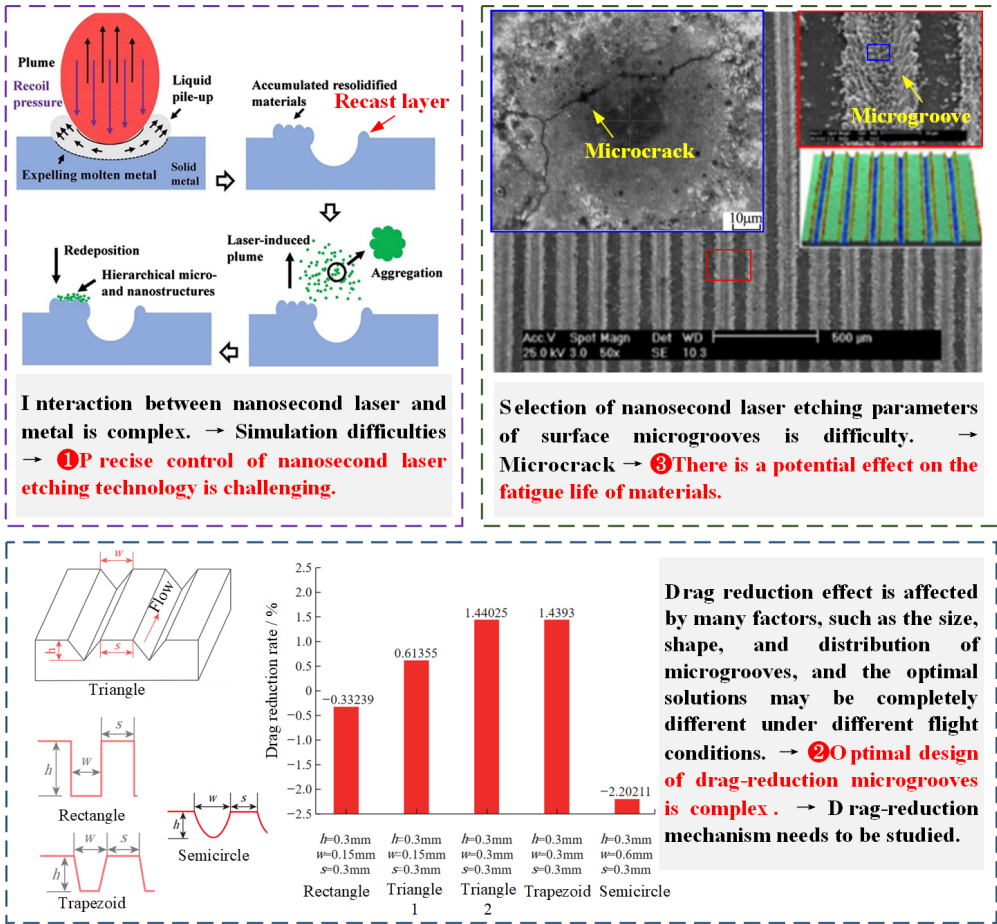 Plume
Recoil
pressure
Liquid
pile-up
Expelling molten metal
Solid
metal
Accumulated resolidified
materials
Recast layer
Redeposition
Hierarchical micro-
and nanostructures
Laser-induced
plume
Aggregation
Interaction between nanosecond laser and
metal is complex. → Simulation difficulties
→ ❶Precise control of nanosecond laser
etching technology is challenging.
Microcrack
10μm
Microgroove
Acc.V Spot Magn Det WD
25.0 kV 3.0 50x SE 10.3
500 μm
Selection of nanosecond laser etching parameters
of surface microgrooves is difficulty. →
Microcrack → ❸There is a potential effect on the
fatigue life of materials.
w
Flow
h
s
Triangle
s
h
w
Rectangle
w
s
h
Trapezoid
w
s
h
Semicircle
Drag reduction rate / %
2.5
2.0
1.5
1.0
0.5
0
−0.5
−1.0
−1.5
−2.0
−2.5
−0.33239
0.61355
1.44025
1.4393
−2.20211
h=0.3mm h=0.3mm h=0.3mm h=0.3mm h=0.3mm
w=0.15mm w=0.15mm w=0.3mm w=0.3mm w=0.6mm
s=0.3mm s=0.3mm s=0.3mm s=0.3mm s=0.3mm
Rectangle Triangle Triangle Trapezoid Semicircle
1 2
Drag reduction effect is affected
by many factors, such as the size,
shape, and distribution of
microgrooves, and the optimal
solutions may be completely
different under different flight
conditions. → ❷Optimal design
of drag-reduction microgrooves
is complex. → Drag-reduction
mechanism needs to be studied.